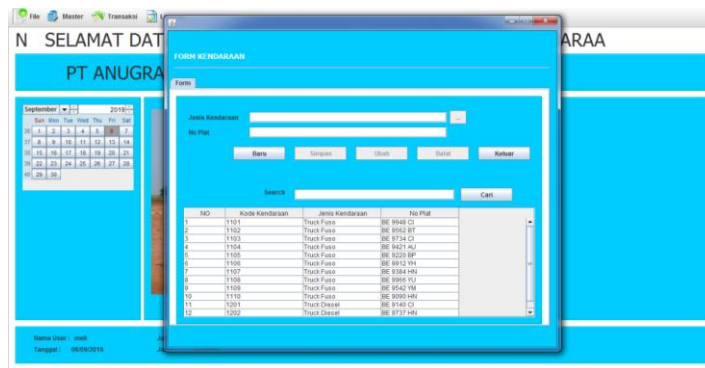 File Master Transaksi L
N SELAMAT DAT ARAA
PT ANUGRA
FORM KENDARAAN
Form
Jenis Kendaraan ...
No Plat
Baru Simpan Ubah Batal Keluar
Search Cari
NO Kode Kendaraan Jenis Kendaraan No Plat
1 1101 Truck Fuso BE 9948 CI
2 1102 Truck Fuso BE 9562 BT
3 1103 Truck Fuso BE 9734 CI
4 1104 Truck Fuso BE 9421 AU
5 1105 Truck Fuso BE 9220 BP
6 1106 Truck Fuso BE 9912 YH
7 1107 Truck Fuso BE 9384 HN
8 1108 Truck Fuso BE 9966 YU
9 1109 Truck Fuso BE 9542 YM
10 1110 Truck Fuso BE 9090 HN
11 1201 Truck Diesel BE 9140 CI
12 1202 Truck Diesel BE 9737 HN
September 2019
Sun Mon Tue Wed Thu Fri Sat
36 1 2 3 4 5 6 7
37 8 9 10 11 12 13 14
38 15 16 17 18 19 20 21
39 22 23 24 25 26 27 28
40 29 30
Nama User :
Tanggal : 06/09/2019